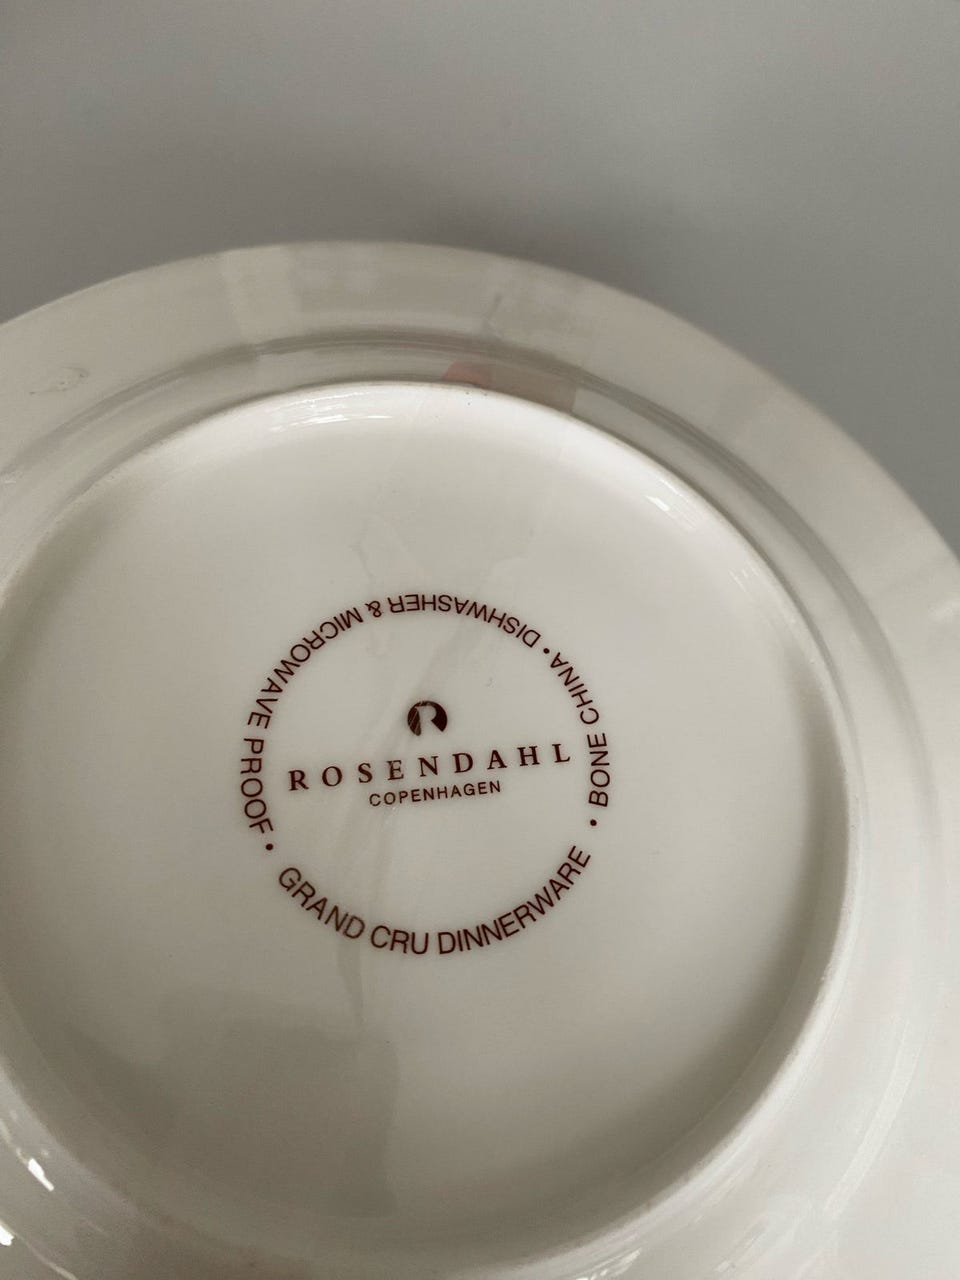 R
ROSENDAHL
COPENHAGEN
GRAND CRU DINNERWARE • BONE CHINA • DISHWASHER & MICROWAVE PROOF •